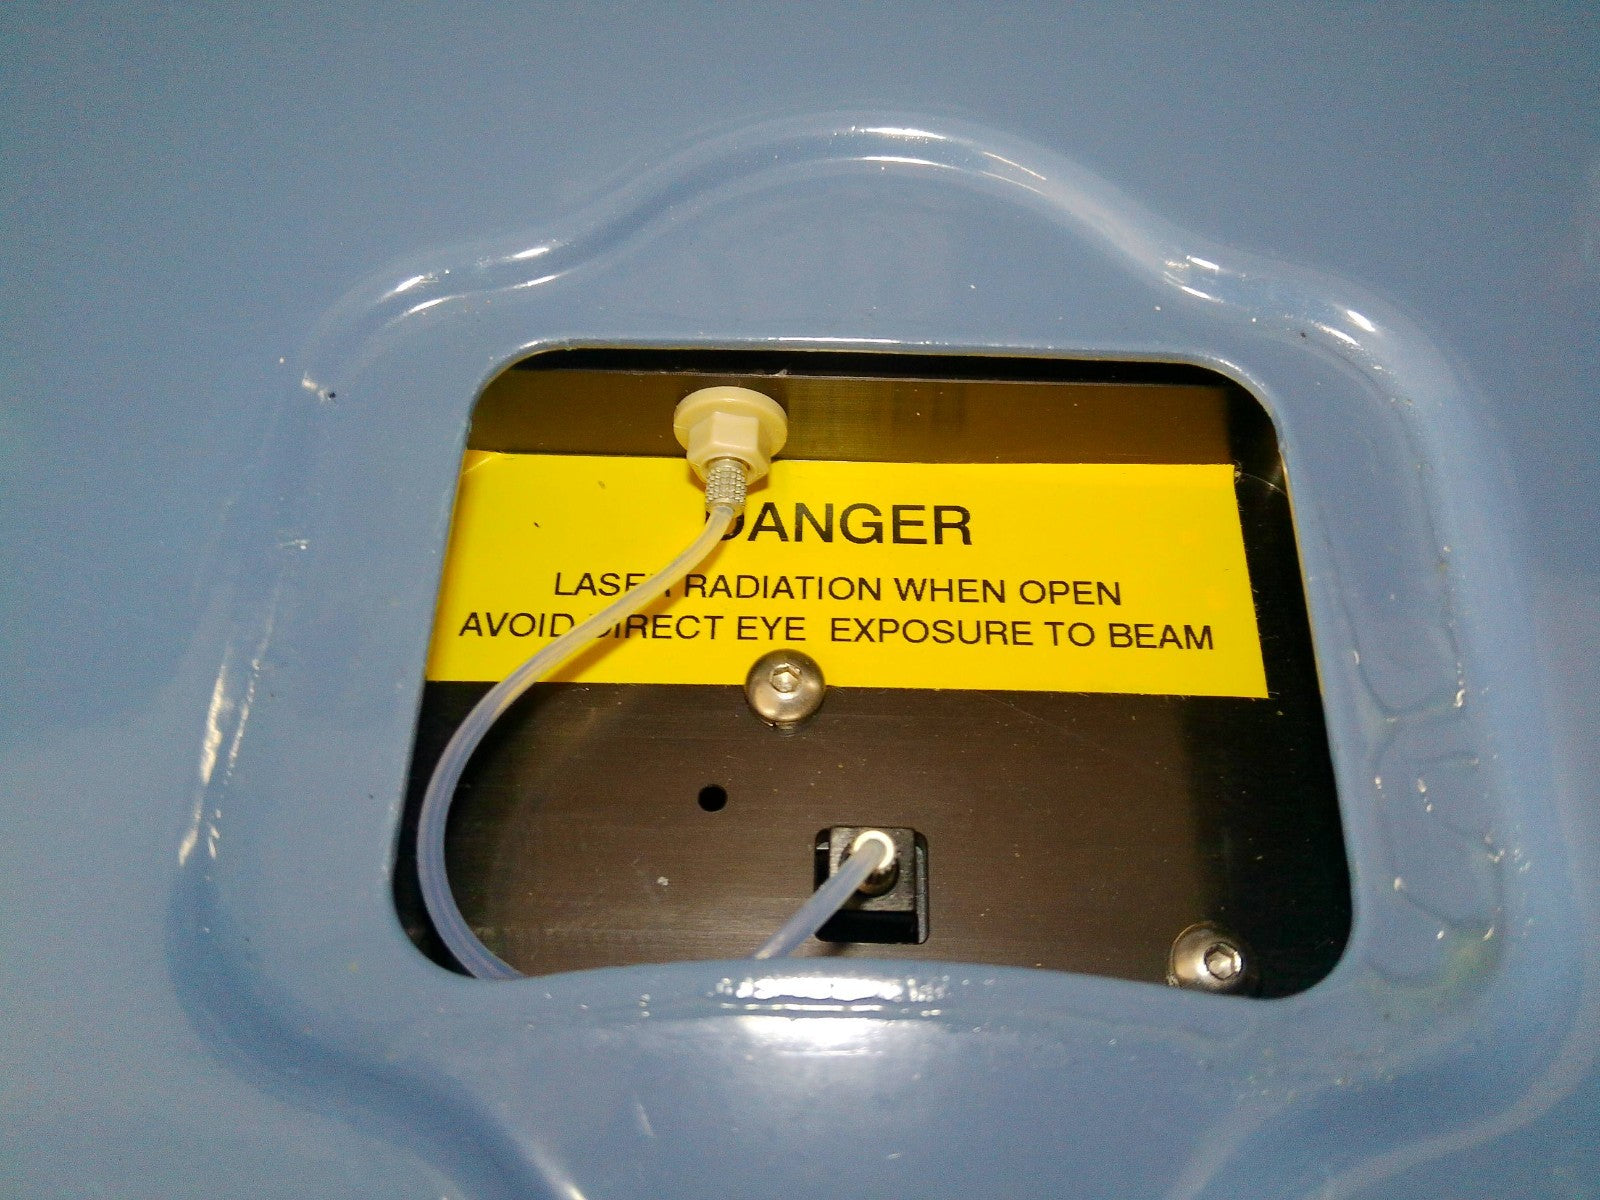 DANGER
LASER RADIATION WHEN OPEN
AVOID DIRECT EYE EXPOSURE TO BEAM